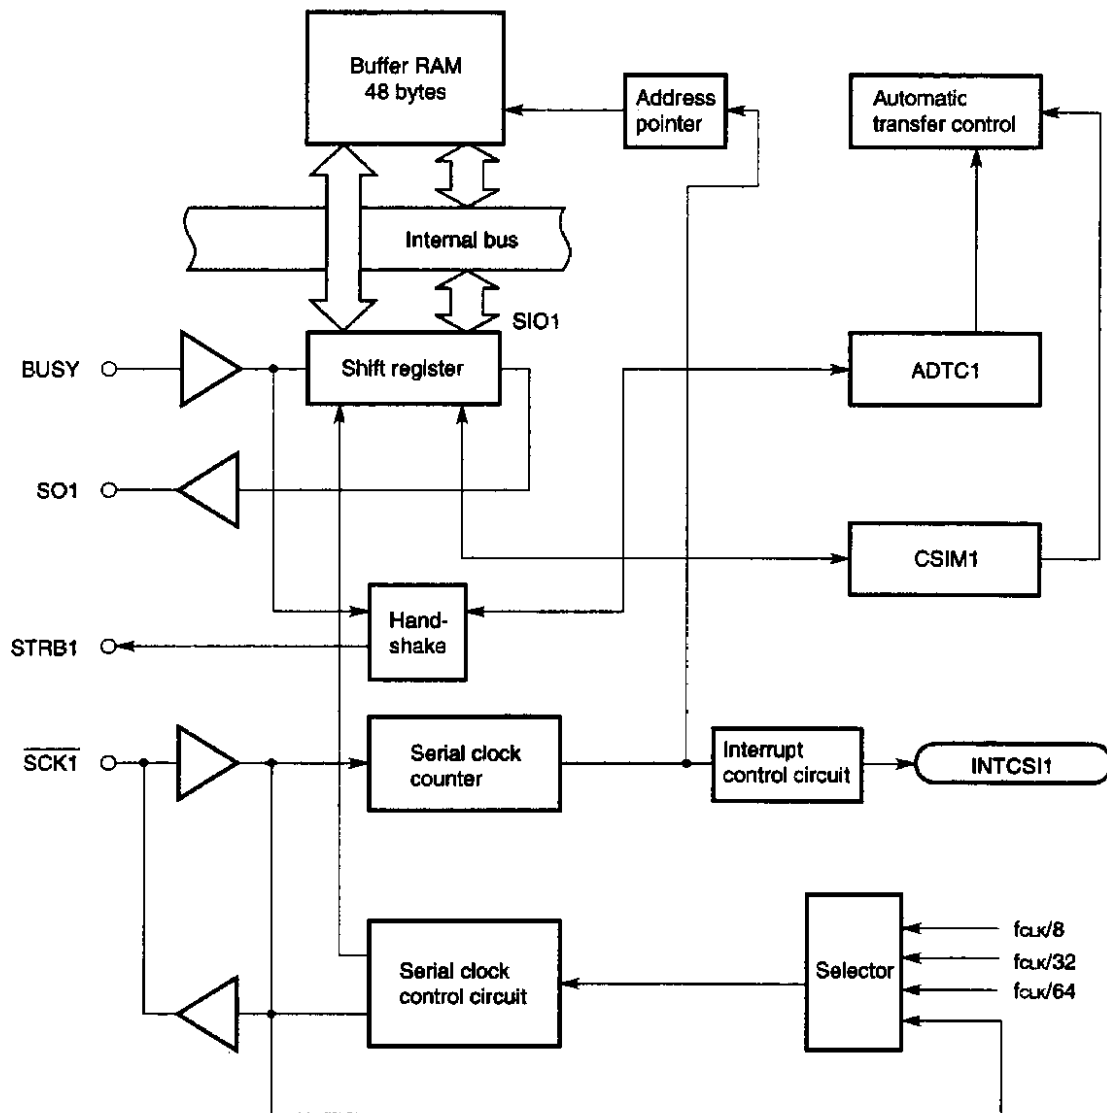 Buffer RAM
48 bytes
Address
pointer
Automatic
transfer control
Internal bus
SIO1
BUSY
Shift register
ADTC1
SO1
CSIM1
Hand-
shake
STRB1
SCK1
Serial clock
counter
Interrupt
control circuit
INTCSI1
Serial clock
control circuit
Selector
fCLK/8
fCLK/32
fCLK/64